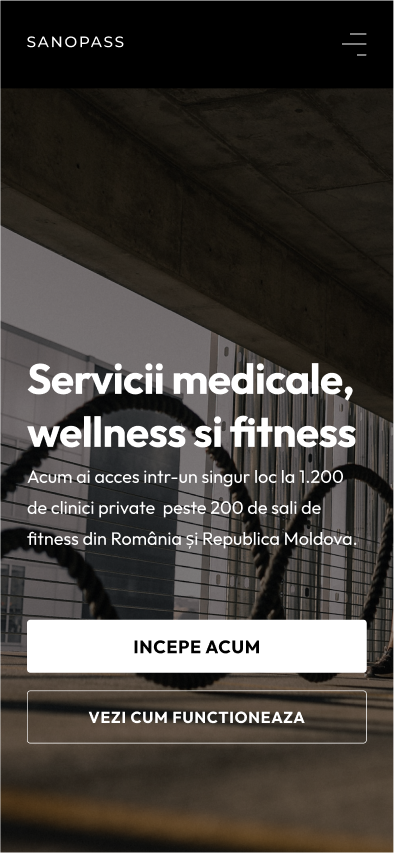 SANOPASS
Servicii medicale,
wellness si fitness
Acum ai acces intr-un singur loc la 1.200
de clinici private  peste 200 de sali de
fitness din România și Republica Moldova.
INCEPE ACUM
VEZI CUM FUNCTIONEAZA